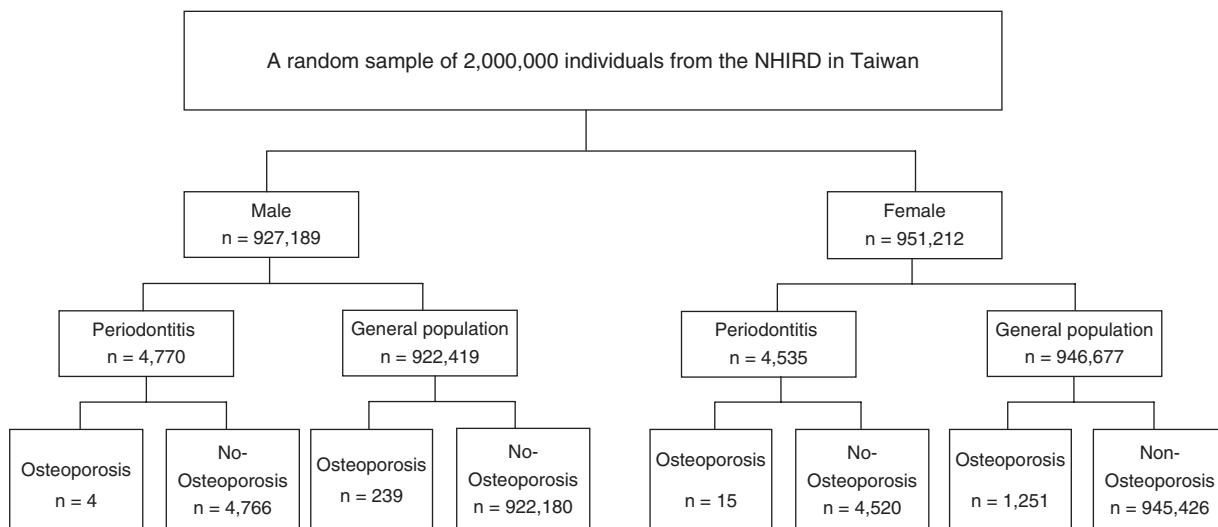 A random sample of 2,000,000 individuals from the NHIRD in Taiwan
Male
n = 927,189
Female
n = 951,212
Periodontitis
n = 4,770
General population
n = 922,419
Periodontitis
n = 4,535
General population
n = 946,677
Osteoporosis
n = 4
No-
Osteoporosis
n = 4,766
Osteoporosis
n = 239
No-
Osteoporosis
n = 922,180
Osteoporosis
n = 15
No-
Osteoporosis
n = 4,520
Osteoporosis
n = 1,251
Non-
Osteoporosis
n = 945,426